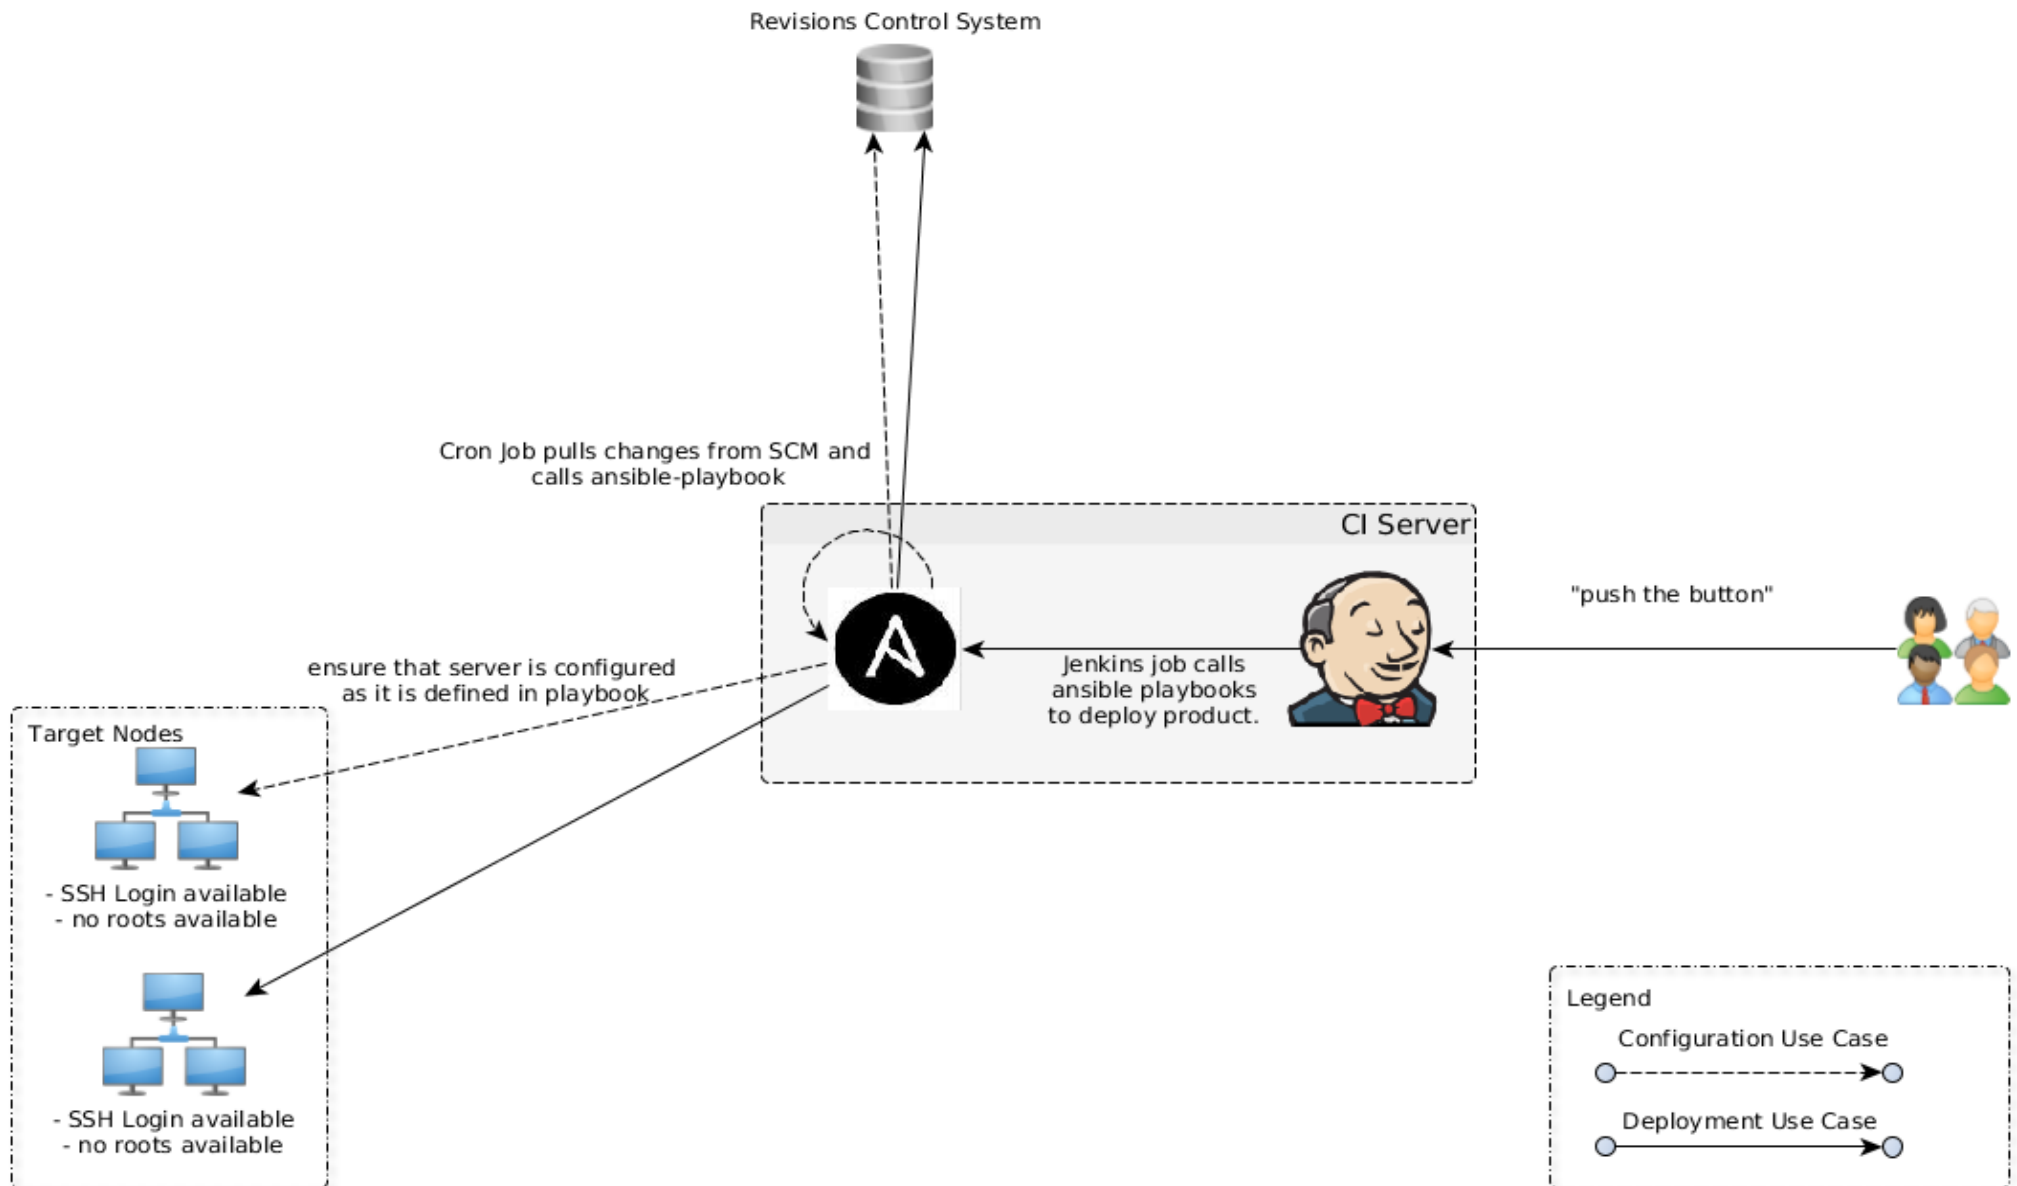 Revisions Control System
Cron Job pulls changes from SCM and
calls ansible-playbook
CI Server
"push the button"
Jenkins job calls
ansible playbooks
to deploy product.
ensure that server is configured
as it is defined in playbook
Target Nodes
- SSH Login available
- no roots available
- SSH Login available
- no roots available
Legend
Configuration Use Case
Deployment Use Case